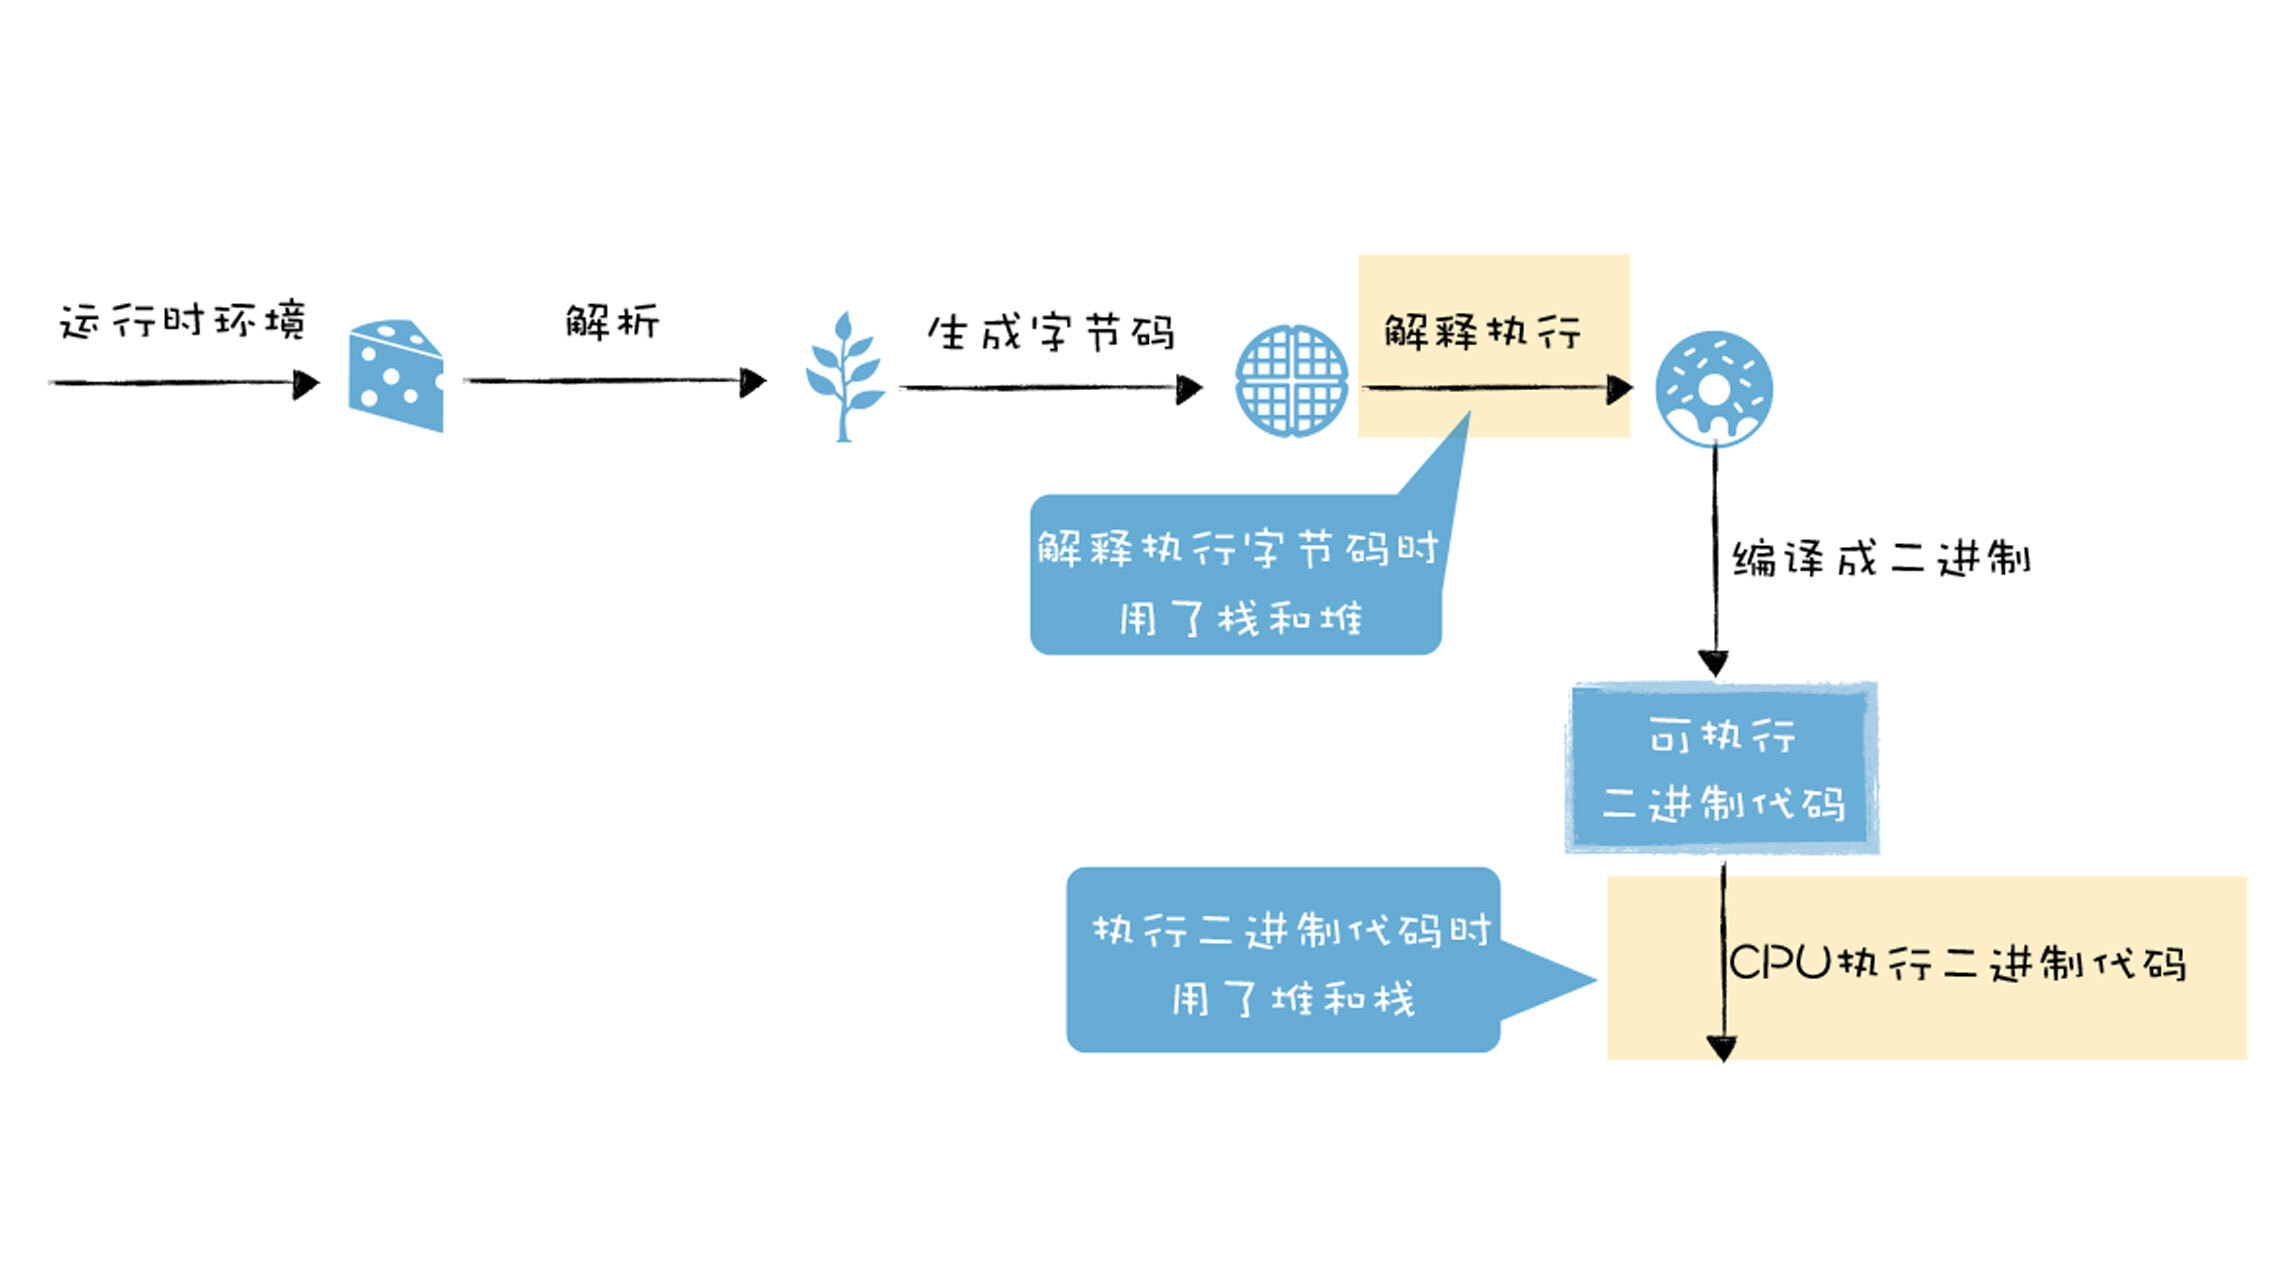 运行时环境
解析
生成字节码
解释执行
解释执行字节码时
用了栈和堆
编译成二进制
可执行
二进制代码
执行二进制代码时
用了堆和栈
CPU执行二进制代码